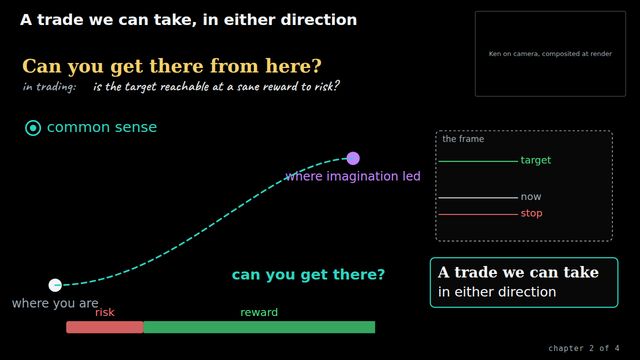 A trade we can take, in either direction
Ken on camera, composited at render
Can you get there from here?
in trading: is the target reachable at a sane reward to risk?
common sense
the frame
target
where imagination led
now
stop
can you get there?
A trade we can take
in either direction
where you are
risk
reward
chapter 2 of 4